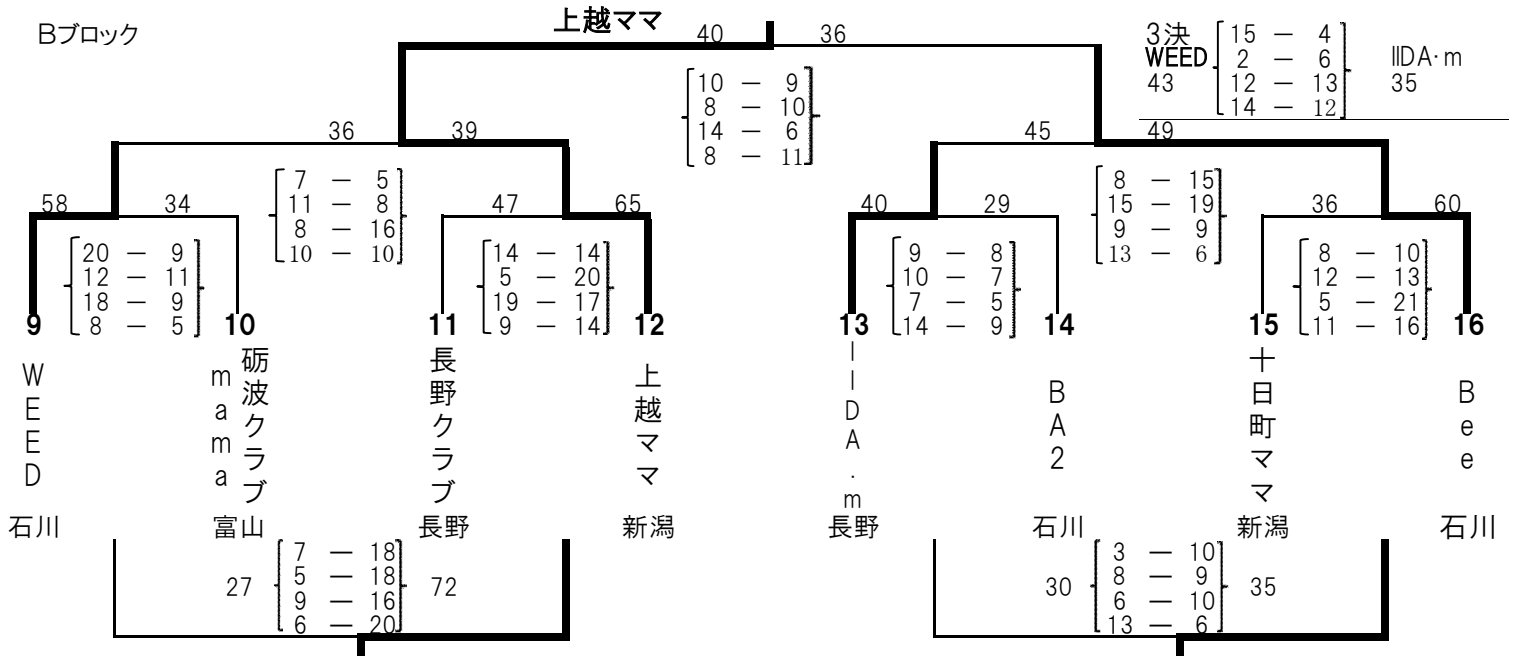 Bブロック
上越ママ
40 36
10 － 9
8 － 10
14 － 6
8 － 11
3決
WEED 43
15 － 4
2 － 6
12 － 13
14 － 12
IIDA・m
35
36 39
7 － 5
11 － 8
8 － 16
10 － 10
45 49
8 － 15
15 － 19
9 － 9
13 － 6
58 34
20 － 9
12 － 11
18 － 9
8 － 5
47 65
14 － 14
5 － 20
19 － 17
9 － 14
40 29
9 － 8
10 － 7
7 － 5
14 － 9
36 60
8 － 10
12 － 13
5 － 21
11 － 16
9 10 11 12 13 14 15 16
WEED
砺波クラブ
mama
長野クラブ
上越ママ
IIDA・m
BA2
十日町ママ
Bee
石川 富山 長野 新潟 長野 石川 新潟 石川
27 72
7 － 18
5 － 18
9 － 16
6 － 20
30 35
3 － 10
8 － 9
6 － 10
13 － 6